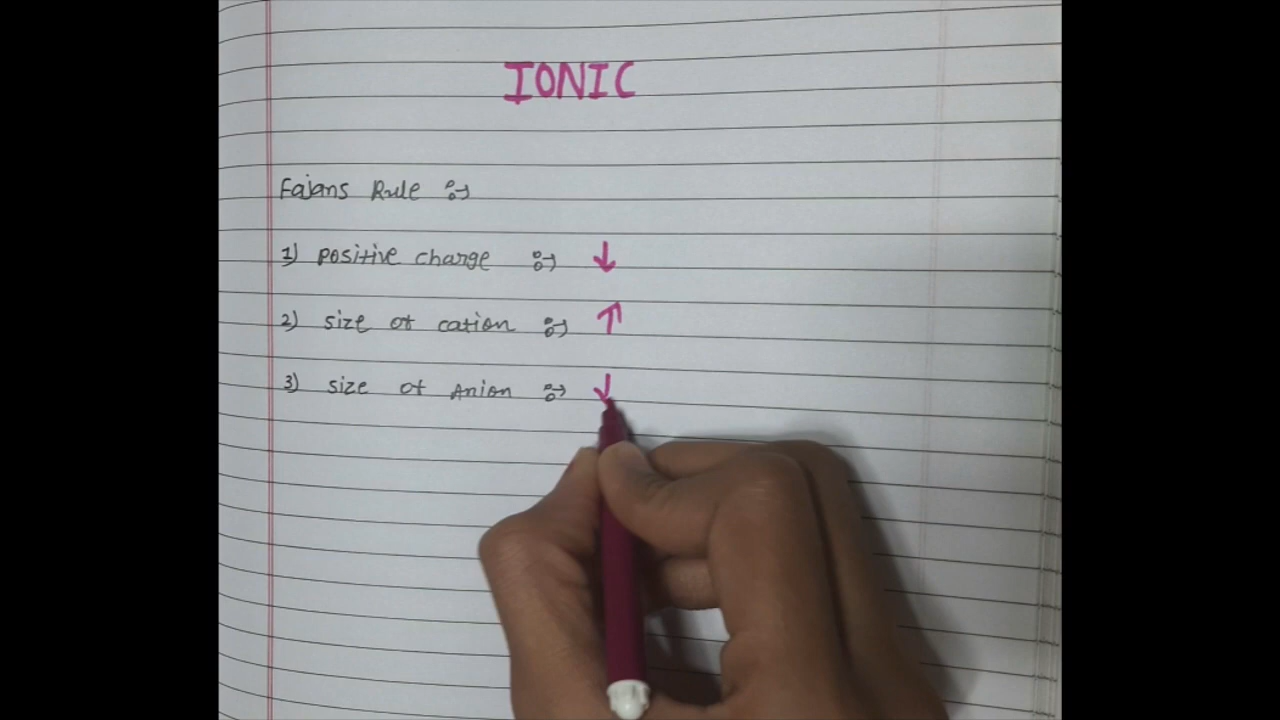 IONIC
Fajans Rule :→
1) positive charge :→ ↓
2) size of cation :→ ↑
3) size of Anion :→ ↓